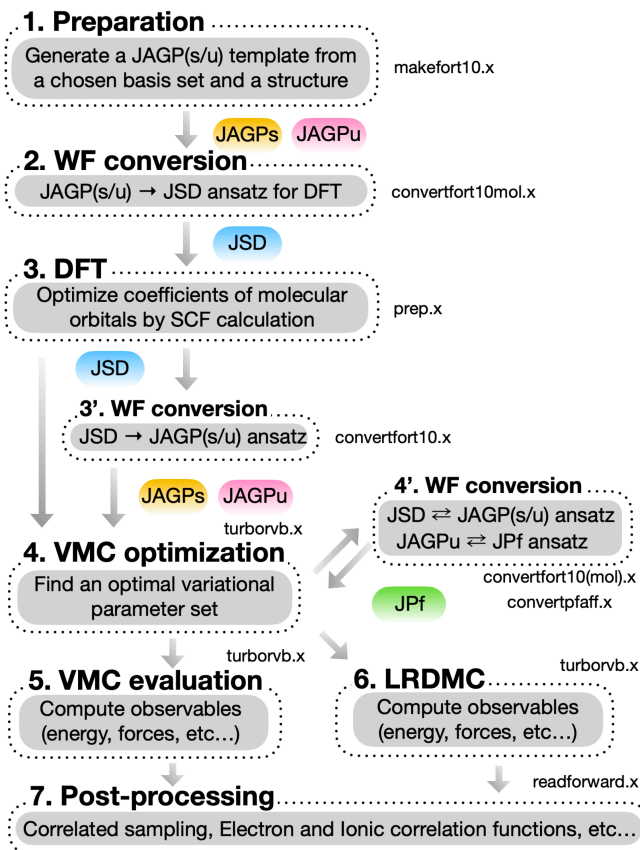 1. Preparation
Generate a JAGP(s/u) template from
a chosen basis set and a structure
makefort10.x
JAGPs
JAGPu
2. WF conversion
JAGP(s/u) → JSD ansatz for DFT
convertfort10mol.x
JSD
3. DFT
Optimize coefficients of molecular
orbitals by SCF calculation
prep.x
JSD
3'. WF conversion
JSD → JAGP(s/u) ansatz
convertfort10.x
JAGPs
JAGPu
4'. WF conversion
JSD ⇄ JAGP(s/u) ansatz
JAGPu ⇄ JPf ansatz
convertfort10(mol).x
convertpfaff.x
turborvb.x
4. VMC optimization
Find an optimal variational
parameter set
JPf
turborvb.x
5. VMC evaluation
Compute observables
(energy, forces, etc…)
turborvb.x
6. LRDMC
Compute observables
(energy, forces, etc…)
readforward.x
7. Post-processing
Correlated sampling, Electron and Ionic correlation functions, etc…